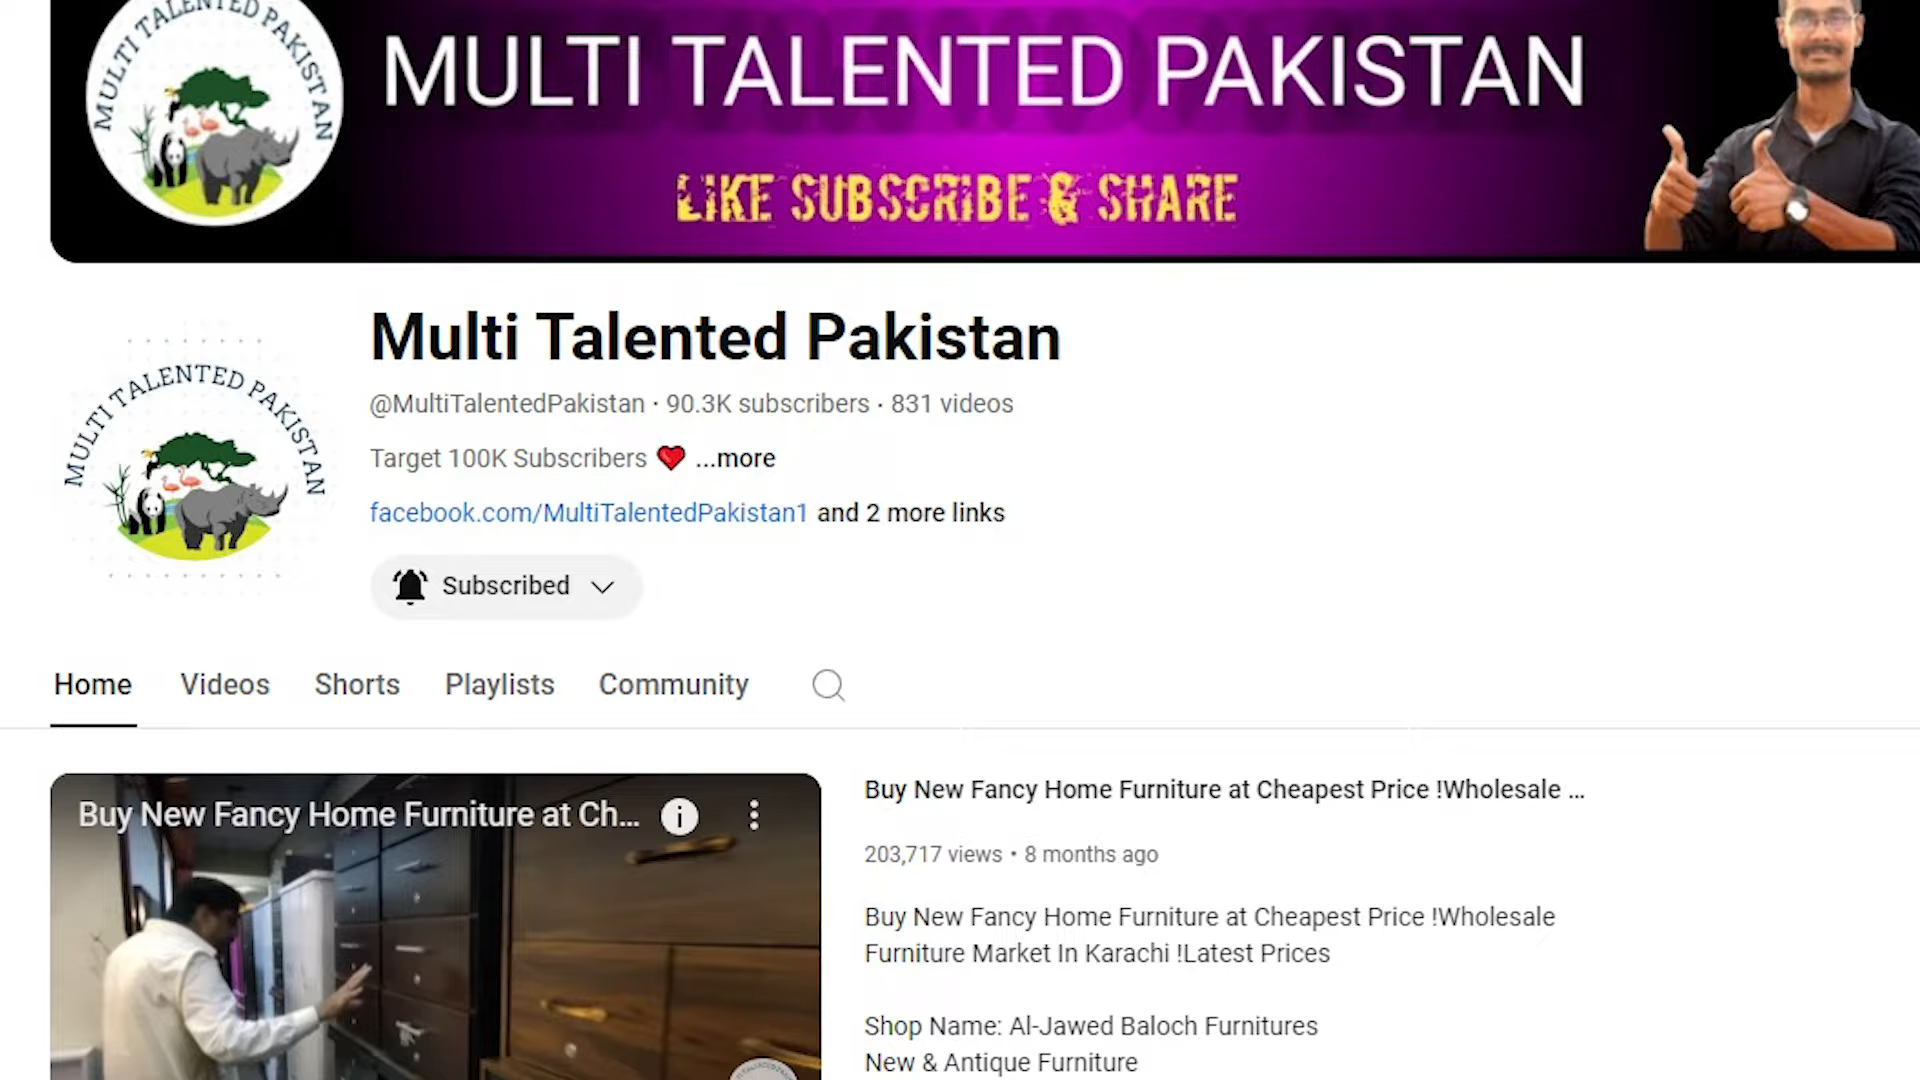 MULTI TALENTED PAKISTAN
MULTI TALENTED PAKISTAN
LIKE SUBSCRIBE & SHARE
MULTI TALENTED PAKISTAN
Multi Talented Pakistan
@MultiTalentedPakistan · 90.3K subscribers · 831 videos
Target 100K Subscribers ❤️ ...more
facebook.com/MultiTalentedPakistan1 and 2 more links
Subscribed
Home Videos Shorts Playlists Community
Buy New Fancy Home Furniture at Ch...
Buy New Fancy Home Furniture at Cheapest Price !Wholesale ...
203,717 views • 8 months ago
Buy New Fancy Home Furniture at Cheapest Price !Wholesale
Furniture Market In Karachi !Latest Prices
Shop Name: Al-Jawed Baloch Furnitures
New & Antique Furniture